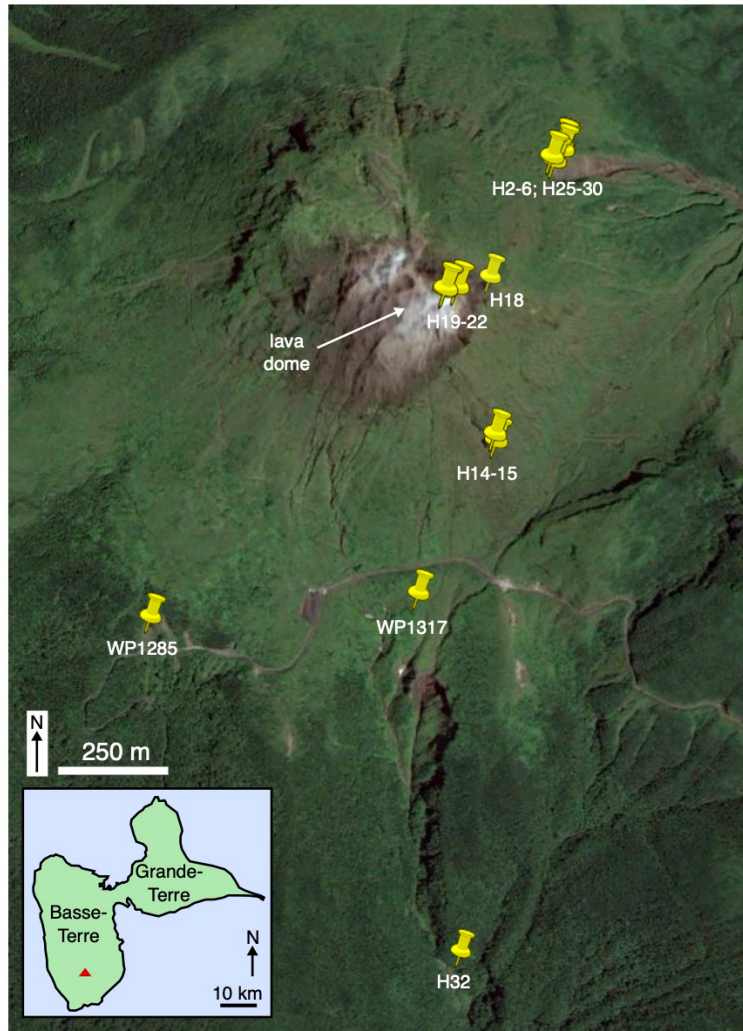 H2-6; H25-30
H18
H19-22
lava
dome
H14-15
WP1317
WP1285
N
250 m
Grande-
Terre
Basse-
Terre
N
10 km
H32